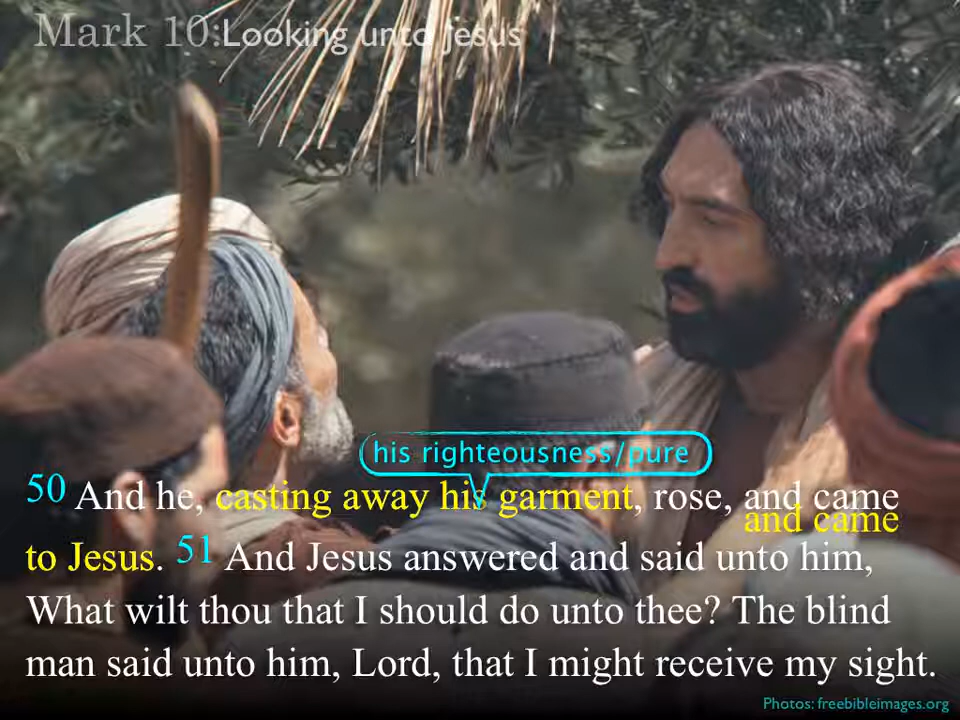 Mark 10:Looking unto Jesus
his righteousness/pure
50 And he, casting away his garment, rose, and came
and came
to Jesus. 51 And Jesus answered and said unto him,
What wilt thou that I should do unto thee? The blind
man said unto him, Lord, that I might receive my sight.
Photos: freebibleimages.org